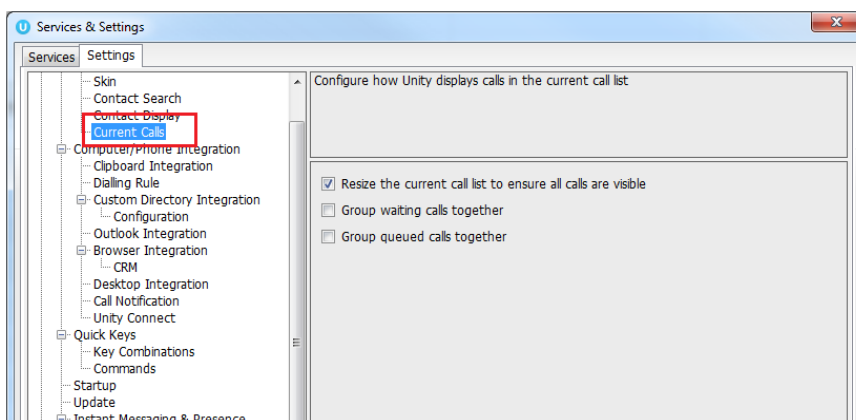 Services & Settings
Services
Settings
Skin
Contact Search
Contact Display
Current Calls
Computer/Phone Integration
Clipboard Integration
Dialling Rule
Custom Directory Integration
Configuration
Outlook Integration
Browser Integration
CRM
Desktop Integration
Call Notification
Unity Connect
Quick Keys
Key Combinations
Commands
Startup
Update
Instant Messaging & Presence
Configure how Unity displays calls in the current call list
Resize the current call list to ensure all calls are visible
Group waiting calls together
Group queued calls together